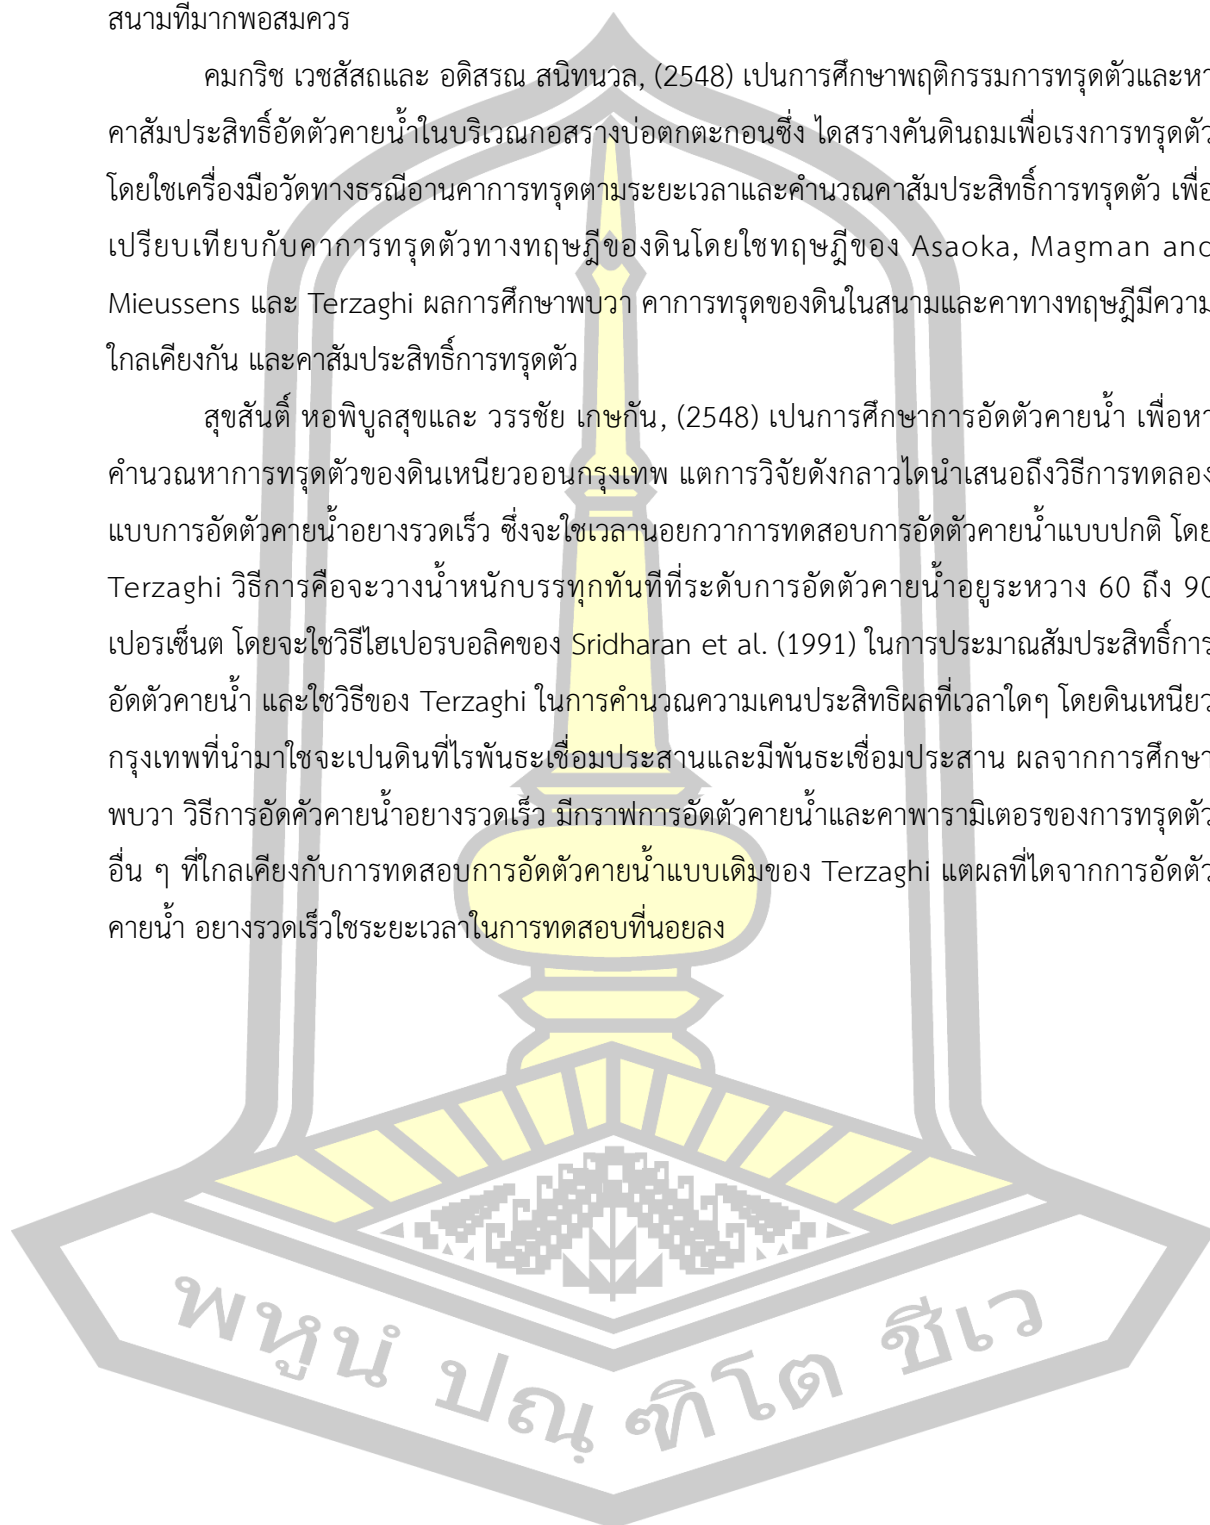 สนามที่มากพอสมควร
คมกริช เวชสัสถและ อดิสรณ สนิทนวล, (2548) เปนการศึกษาพฤติกรรมการทรุดตัวและหา
คาสัมประสิทธิ์อัดตัวคายน้ำในบริเวณกอสรางบ่อตกตะกอนซึ่ง ไดสรางคันดินถมเพื่อเรงการทรุดตัว
โดยใชเครื่องมือวัดทางธรณีอานคาการทรุดตามระยะเวลาและคำนวณคาสัมประสิทธิ์การทรุดตัว เพื่อ
เปรียบเทียบกับคาการทรุดตัวทางทฤษฎีของดินโดยใชทฤษฎีของ Asaoka, Magman and
Mieussens และ Terzaghi ผลการศึกษาพบวา คาการทรุดของดินในสนามและคาทางทฤษฎีมีความ
ใกลเคียงกัน และคาสัมประสิทธิ์การทรุดตัว
สุขสันติ์ หอพิบูลสุขและ วรรชัย เกษกัน, (2548) เปนการศึกษาการอัดตัวคายน้ำ เพื่อหา
คำนวณหาการทรุดตัวของดินเหนียวออนกรุงเทพ แตการวิจัยดังกลาวไดนำเสนอถึงวิธีการทดลอง
แบบการอัดตัวคายน้ำอยางรวดเร็ว ซึ่งจะใชเวลานอยกวาการทดสอบการอัดตัวคายน้ำแบบปกติ โดย
Terzaghi วิธีการคือจะวางน้ำหนักบรรทุกทันทีที่ระดับการอัดตัวคายน้ำอยูระหวาง 60 ถึง 90
เปอรเซ็นต โดยจะใชวิธีไฮเปอรบอลิคของ Sridharan et al. (1991) ในการประมาณสัมประสิทธิ์การ
อัดตัวคายน้ำ และใชวิธีของ Terzaghi ในการคำนวณความเคนประสิทธิผลที่เวลาใดๆ โดยดินเหนียว
กรุงเทพที่นำมาใชจะเปนดินที่ไรพันธะเชื่อมประสานและมีพันธะเชื่อมประสาน ผลจากการศึกษา
พบวา วิธีการอัดคัวคายน้ำอยางรวดเร็ว มีกราฟการอัดตัวคายน้ำและคาพารามิเตอรของการทรุดตัว
อื่น ๆ ที่ใกลเคียงกับการทดสอบการอัดตัวคายน้ำแบบเดิมของ Terzaghi แตผลที่ไดจากการอัดตัว
คายน้ำ อยางรวดเร็วใชระยะเวลาในการทดสอบที่นอยลง
พหูนํ ปณฺฑิโต ชีเว